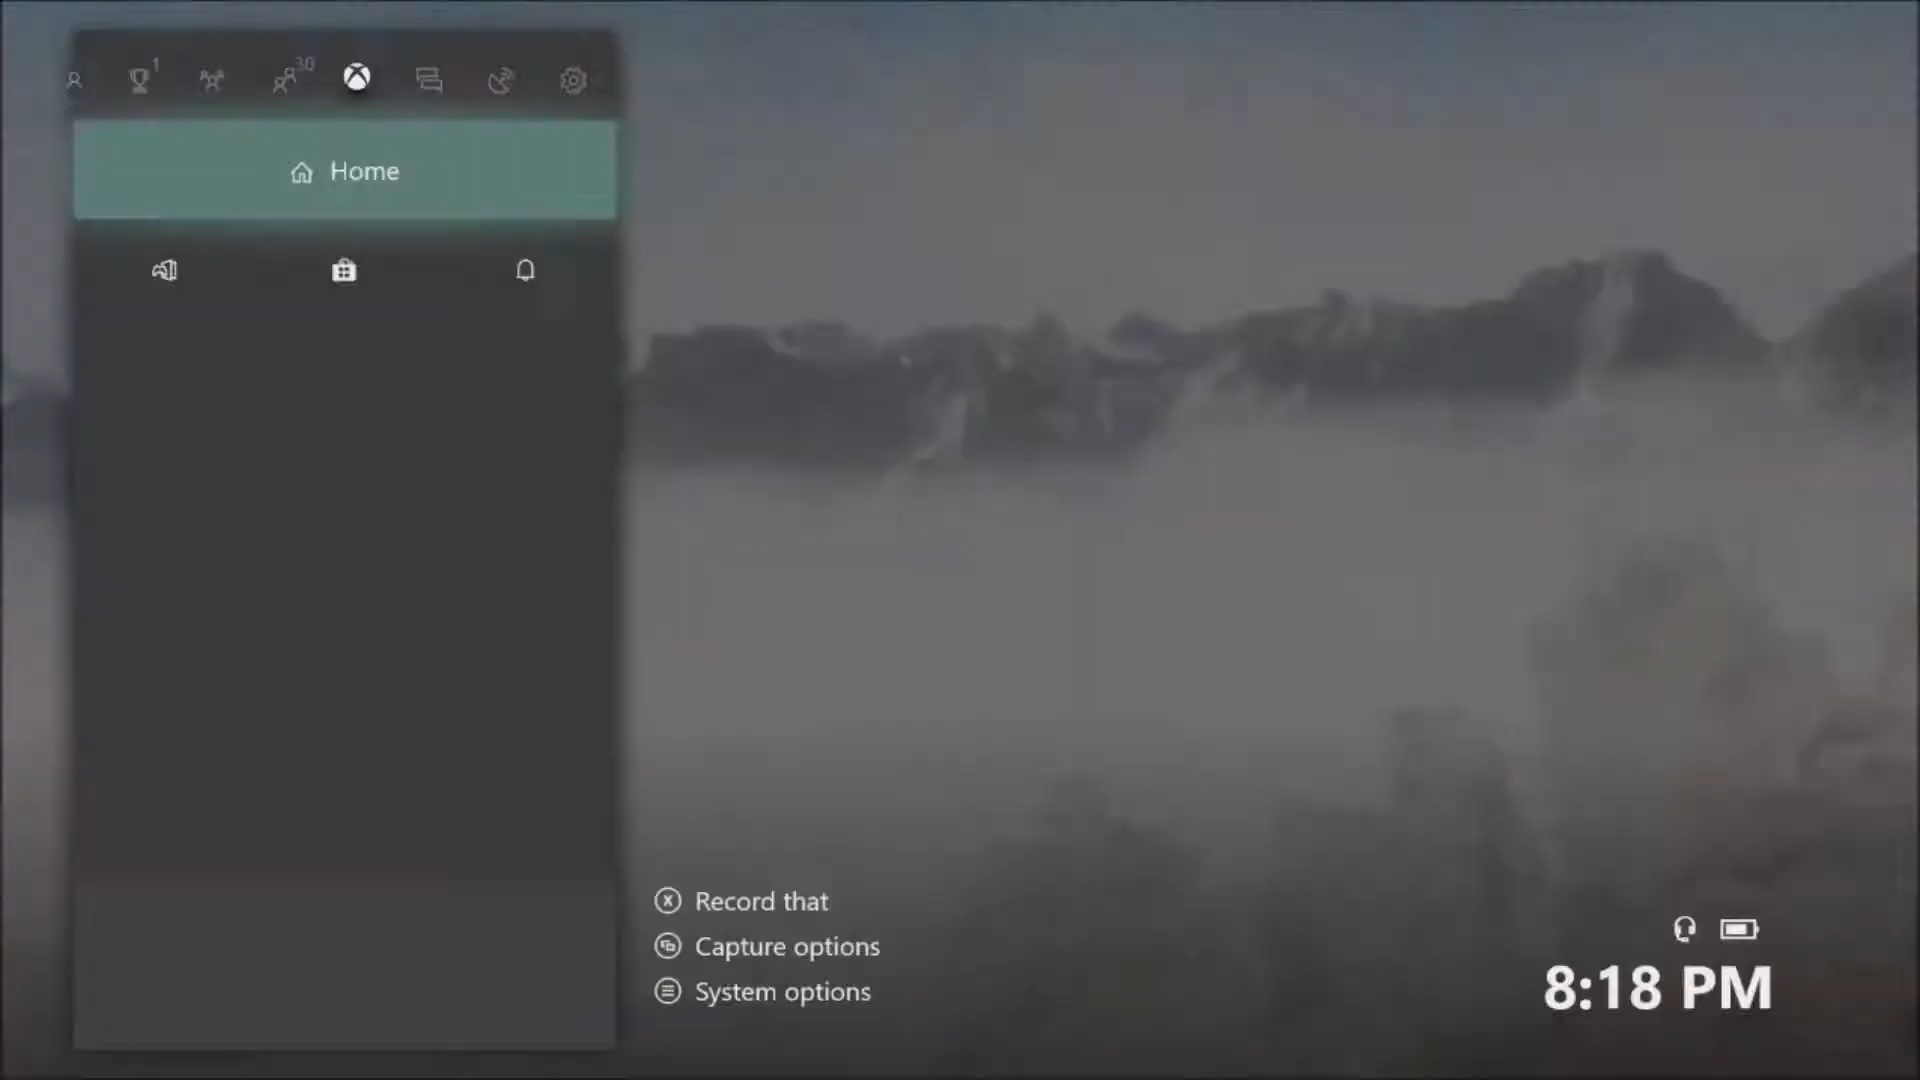 1
30
Home
Record that
Capture options
System options
8:18 PM